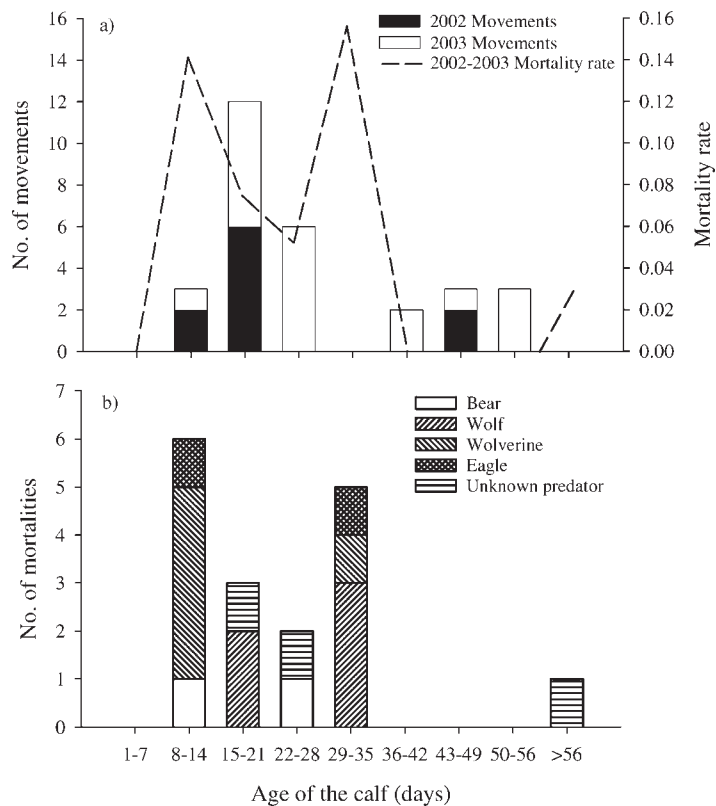 a)
2002 Movements
2003 Movements
2002-2003 Mortality rate
No. of movements
16
14
12
10
8
6
4
2
0
0.16
0.14
0.12
0.10
0.08
0.06
0.04
0.02
0.00
Mortality rate
b)
Bear
Wolf
Wolverine
Eagle
Unknown predator
No. of mortalities
7
6
5
4
3
2
1
0
1-7 8-14 15-21 22-28 29-35 36-42 43-49 50-56 >56
Age of the calf (days)